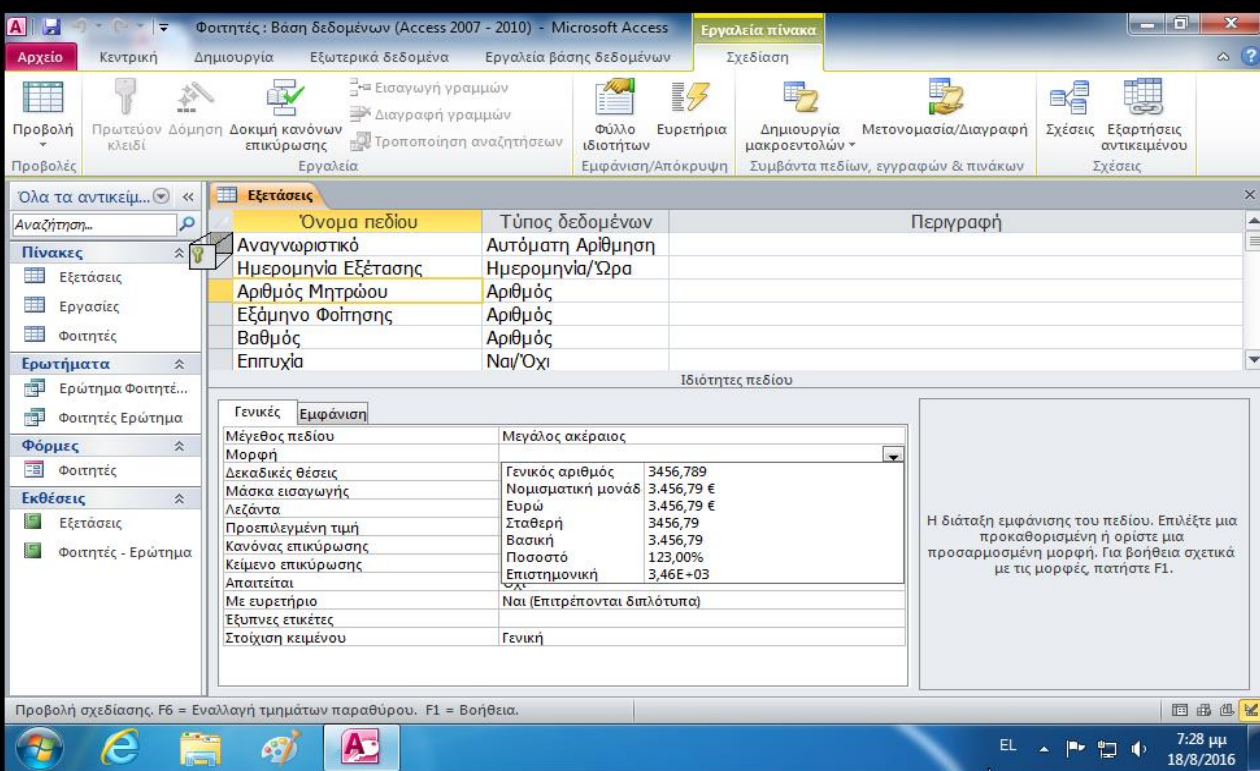 Φοιτητές : Βάση δεδομένων (Access 2007 - 2010) - Microsoft Access
Εργαλεία πίνακα
Αρχείο Κεντρική Δημιουργία Εξωτερικά δεδομένα Εργαλεία βάσης δεδομένων Σχεδίαση
Προβολή
Πρωτεύον κλειδί
Δόμηση
Δοκιμή κανόνων επικύρωσης
Εισαγωγή γραμμών
Διαγραφή γραμμών
Τροποποίηση αναζητήσεων
Φύλλο ιδιοτήτων
Ευρετήρια
Δημιουργία μακροεντολών
Μετονομασία/Διαγραφή
Σχέσεις
Εξαρτήσεις αντικειμένου
Προβολές Εργαλεία Εμφάνιση/Απόκρυψη Συμβάντα πεδίων, εγγραφών & πινάκων Σχέσεις
Όλα τα αντικείμ... «
Αναζήτηση...
Πίνακες
Εξετάσεις
Εργασίες
Φοιτητές
Ερωτήματα
Ερώτημα Φοιτητέ...
Φοιτητές Ερώτημα
Φόρμες
Φοιτητές
Εκθέσεις
Εξετάσεις
Φοιτητές - Ερώτημα
Εξετάσεις
Όνομα πεδίου Τύπος δεδομένων Περιγραφή
Αναγνωριστικό Αυτόματη Αρίθμηση
Ημερομηνία Εξέτασης Ημερομηνία/Ώρα
Αριθμός Μητρώου Αριθμός
Εξάμηνο Φοίτησης Αριθμός
Βαθμός Αριθμός
Επιτυχία Ναι/Όχι
Ιδιότητες πεδίου
Γενικές Εμφάνιση
Μέγεθος πεδίου Μεγάλος ακέραιος
Μορφή
Δεκαδικές θέσεις
Μάσκα εισαγωγής
Λεζάντα
Προεπιλεγμένη τιμή
Κανόνας επικύρωσης
Κείμενο επικύρωσης
Απαιτείται Όχι
Με ευρετήριο Ναι (Επιτρέπονται διπλότυπα)
Έξυπνες ετικέτες
Στοίχιση κειμένου Γενική
Γενικός αριθμός 3456,789
Νομισματική μονάδ 3.456,79 €
Ευρώ 3.456,79 €
Σταθερή 3456,79
Βασική 3.456,79
Ποσοστό 123,00%
Επιστημονική 3,46E+03
Η διάταξη εμφάνισης του πεδίου. Επιλέξτε μια
προκαθορισμένη ή ορίστε μια
προσαρμοσμένη μορφή. Για βοήθεια σχετικά
με τις μορφές, πατήστε F1.
Προβολή σχεδίασης. F6 = Εναλλαγή τμημάτων παραθύρου. F1 = Βοήθεια.
EL
7:28 μμ
18/8/2016